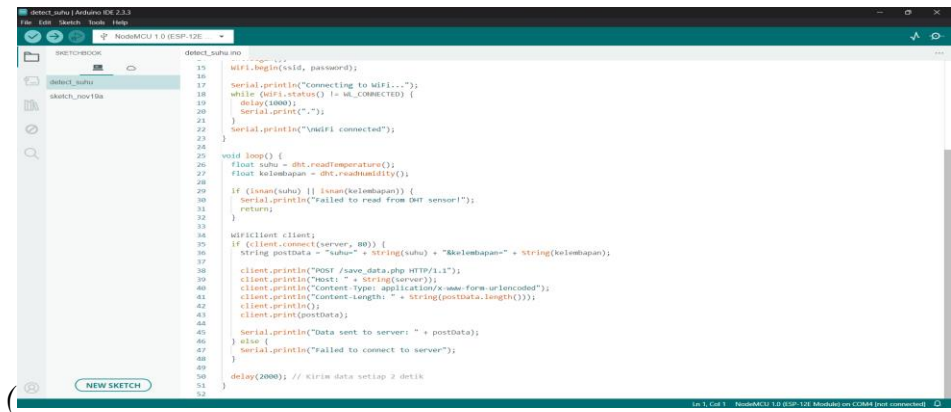 detect_suhu | Arduino IDE 2.3.3
File Edit Sketch Tools Help
NodeMCU 1.0 (ESP-12E ...
SKETCHBOOK
detect_suhu
sketch_nov19a
detect_suhu.ino
15 WiFi.begin(ssid, password);
16
17 Serial.println("Connecting to WiFi...");
18 while (WiFi.status() != WL_CONNECTED) {
19 delay(1000);
20 Serial.print(".");
21 }
22 Serial.println("\nWiFi connected");
23 }
24
25 void loop() {
26 float suhu = dht.readTemperature();
27 float kelembapan = dht.readHumidity();
28
29 if (isnan(suhu) || isnan(kelembapan)) {
30 Serial.println("Failed to read from DHT sensor!");
31 return;
32 }
33
34 WiFiClient client;
35 if (client.connect(server, 80)) {
36 String postData = "suhu=" + String(suhu) + "&kelembapan=" + String(kelembapan);
37
38 client.println("POST /save_data.php HTTP/1.1");
39 client.println("Host: " + String(server));
40 client.println("Content-Type: application/x-www-form-urlencoded");
41 client.println("Content-Length: " + String(postData.length()));
42 client.println();
43 client.print(postData);
44
45 Serial.println("Data sent to server: " + postData);
46 } else {
47 Serial.println("Failed to connect to server");
48 }
49
50 delay(2000); // Kirim data setiap 2 detik
51 }
52
NEW SKETCH
(
Ln 1, Col 1 NodeMCU 1.0 (ESP-12E Module) on COM4 [not connected]